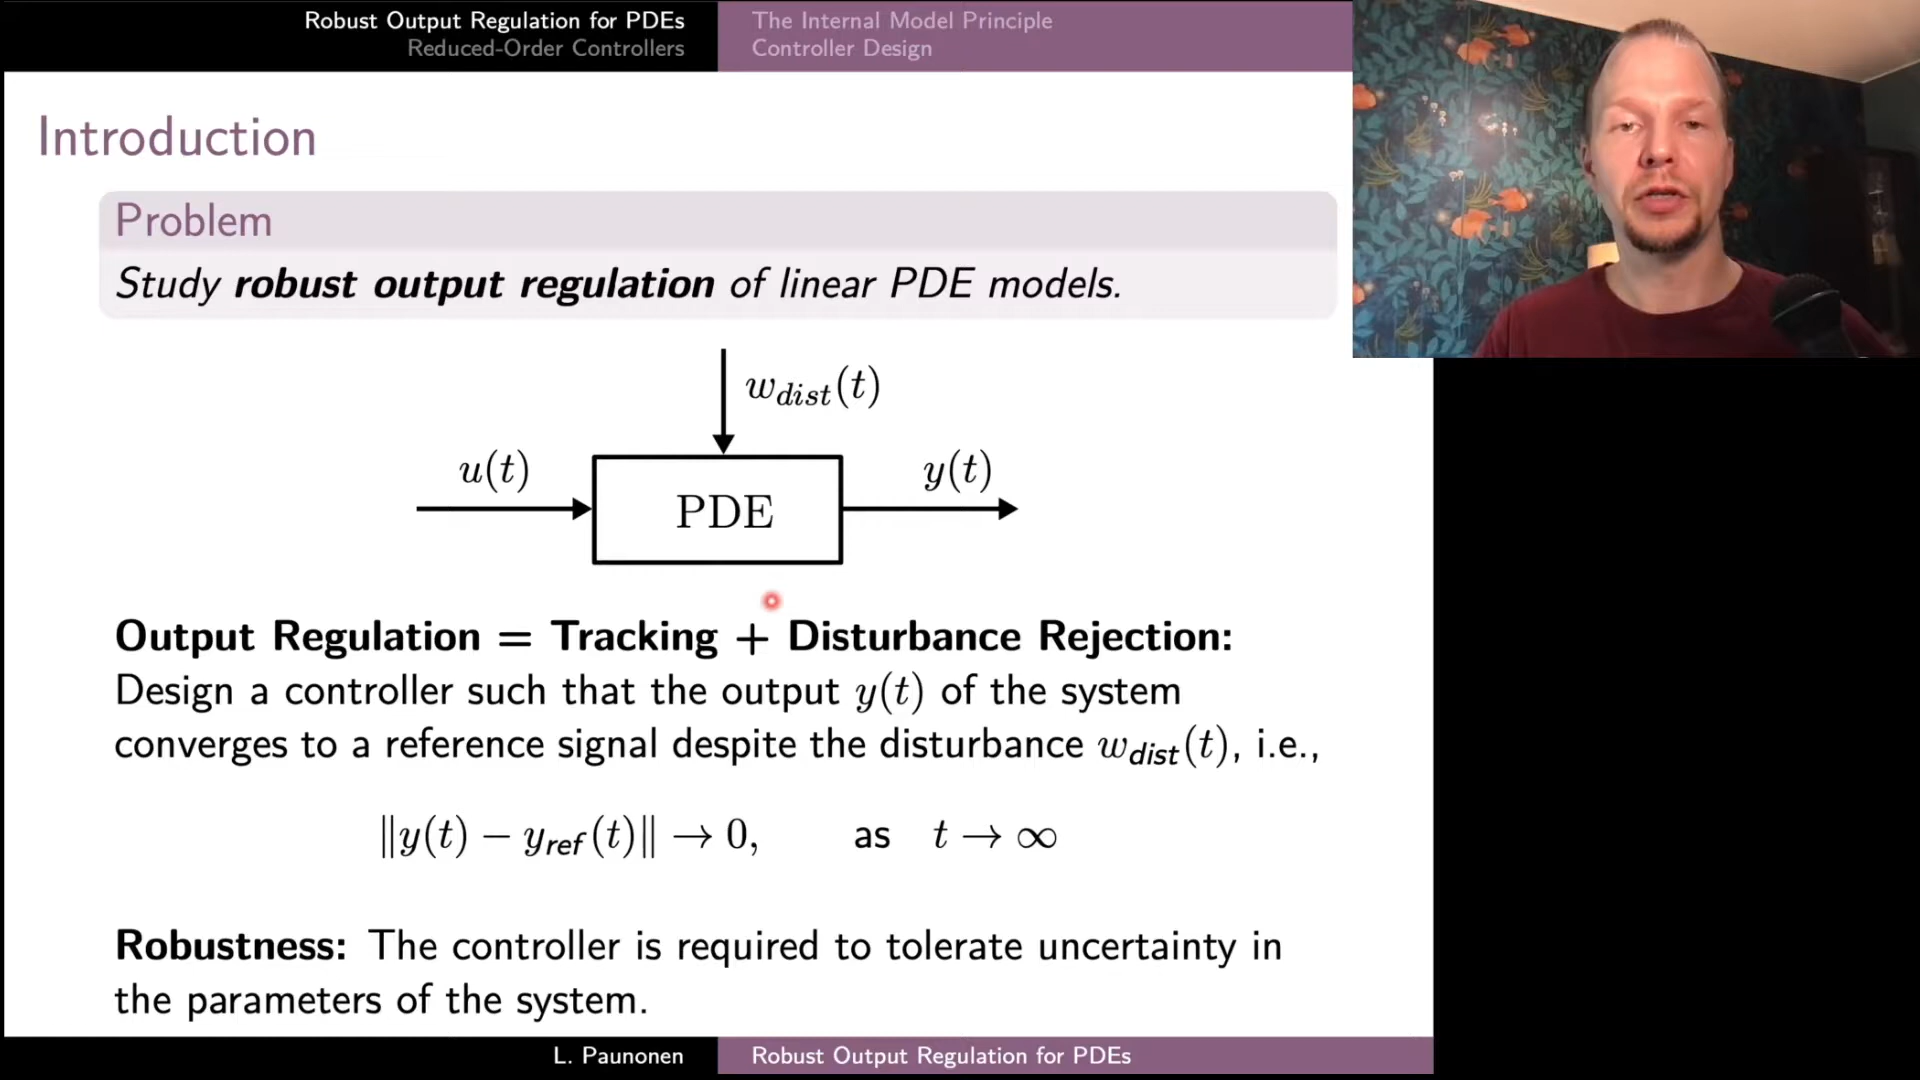 Robust Output Regulation for PDEs
Reduced-Order Controllers
The Internal Model Principle
Controller Design
Introduction
Problem
Study robust output regulation of linear PDE models.
w_dist(t)
u(t)
PDE
y(t)
Output Regulation = Tracking + Disturbance Rejection:
Design a controller such that the output y(t) of the system
converges to a reference signal despite the disturbance w_dist(t), i.e.,
‖y(t) − y_ref(t)‖ → 0, as t → ∞
Robustness: The controller is required to tolerate uncertainty in
the parameters of the system.
L. Paunonen
Robust Output Regulation for PDEs